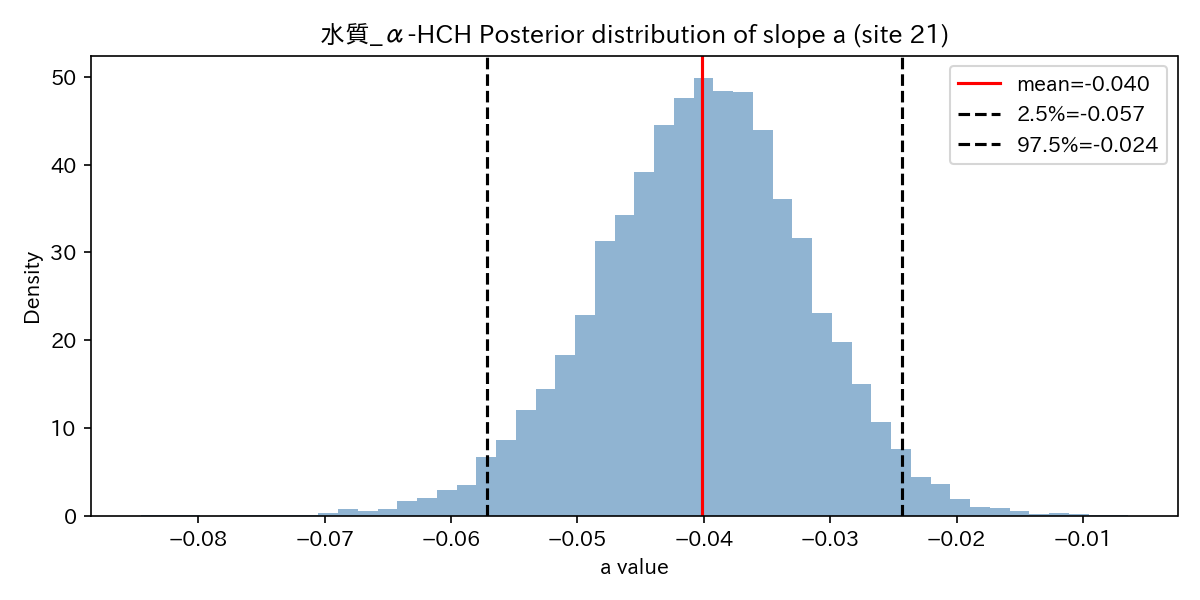 水質_α-HCH Posterior distribution of slope a (site 21)
mean=-0.040
2.5%=-0.057
97.5%=-0.024
Density
50
40
30
20
10
0
−0.08 −0.07 −0.06 −0.05 −0.04 −0.03 −0.02 −0.01
a value